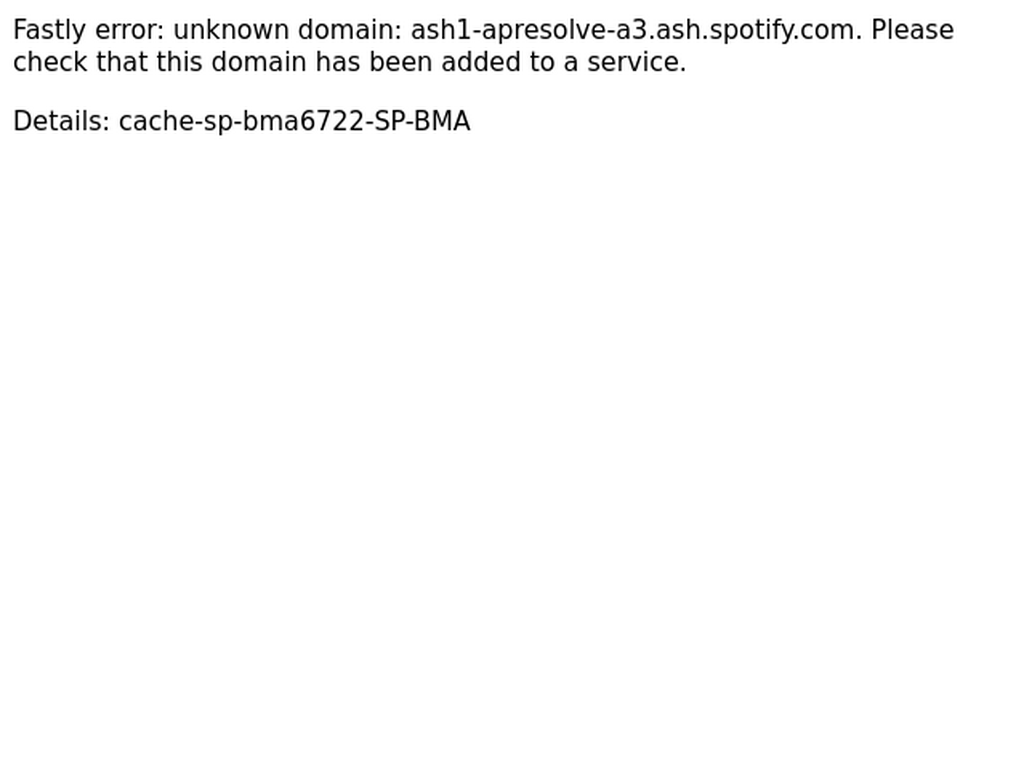 Fastly error: unknown domain: ash1-apresolve-a3.ash.spotify.com. Please
check that this domain has been added to a service.
Details: cache-sp-bma6722-SP-BMA